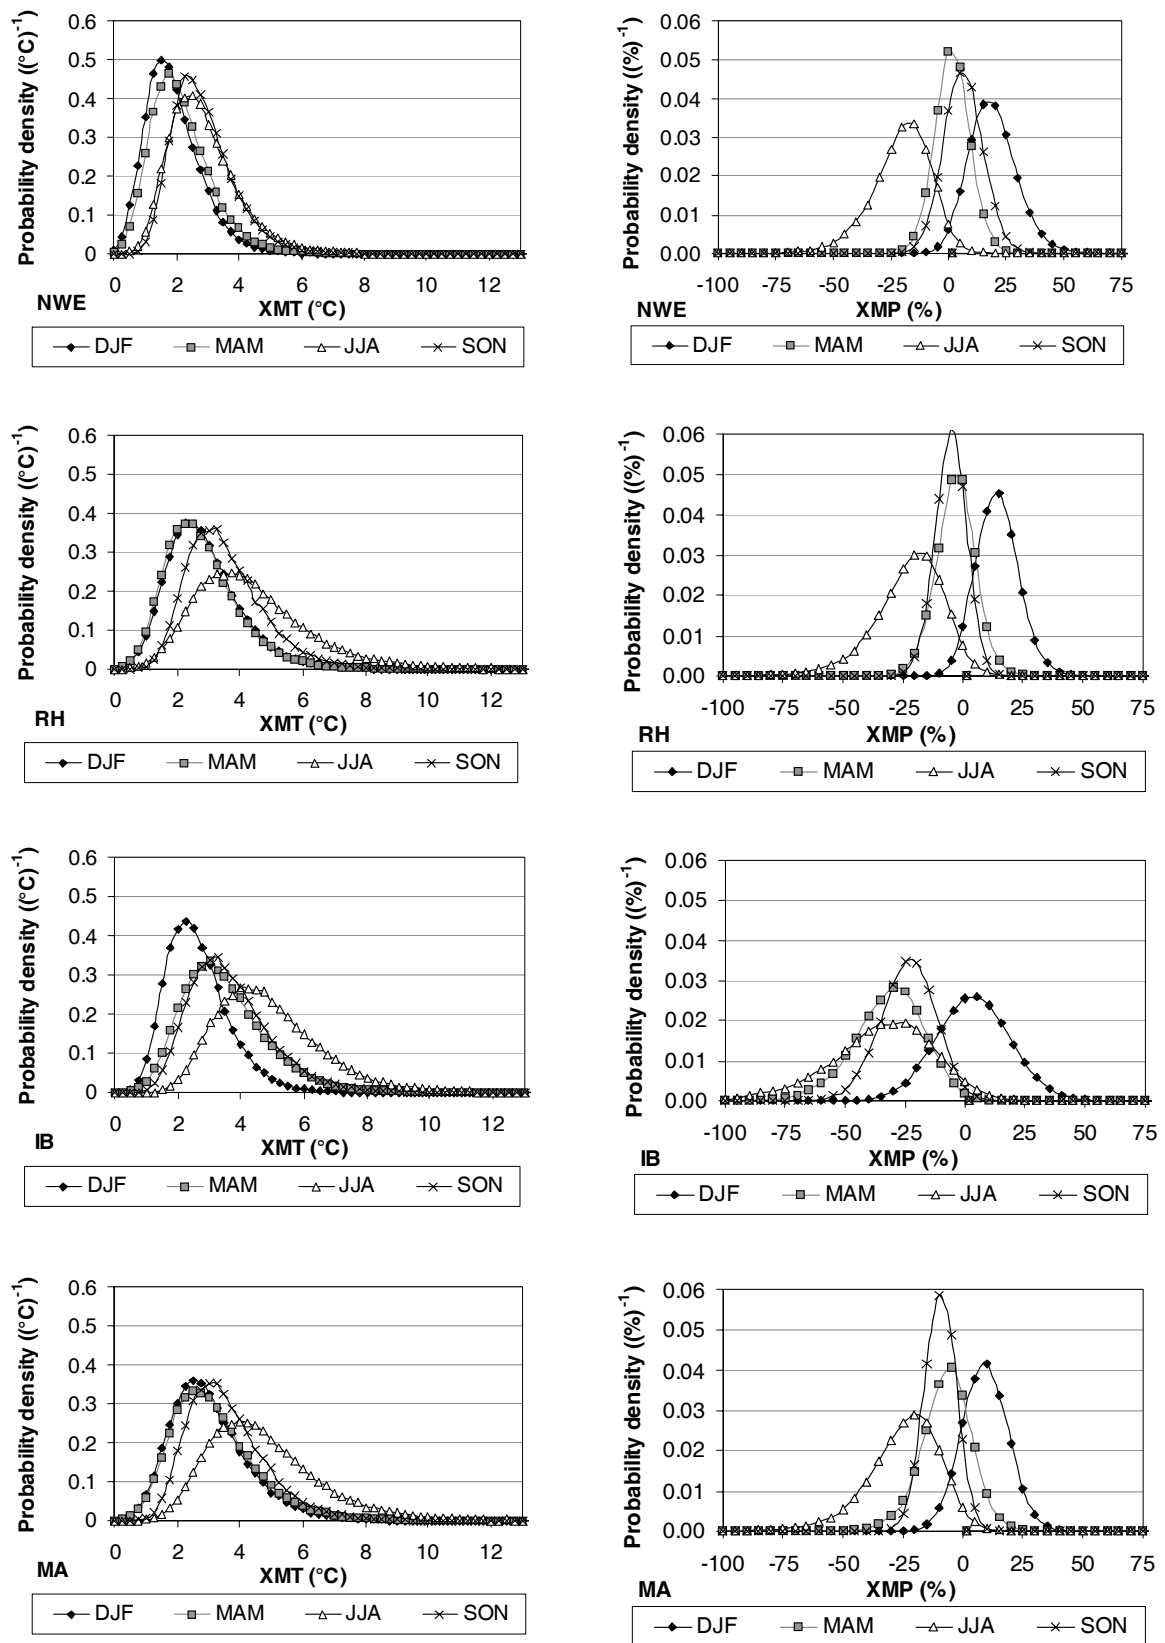 Probability density ((°C)⁻¹)
0.6
0.5
0.4
0.3
0.2
0.1
0
0 2 4 6 8 10 12
NWE
XMT (°C)
DJF MAM JJA SON
Probability density ((%)⁻¹)
0.06
0.05
0.04
0.03
0.02
0.01
0.00
-100 -75 -50 -25 0 25 50 75
NWE
XMP (%)
DJF MAM JJA SON
Probability density ((°C)⁻¹)
0.6
0.5
0.4
0.3
0.2
0.1
0
0 2 4 6 8 10 12
RH
XMT (°C)
DJF MAM JJA SON
Probability density ((%)⁻¹)
0.06
0.05
0.04
0.03
0.02
0.01
0.00
-100 -75 -50 -25 0 25 50 75
RH
XMP (%)
DJF MAM JJA SON
Probability density ((°C)⁻¹)
0.6
0.5
0.4
0.3
0.2
0.1
0
0 2 4 6 8 10 12
IB
XMT (°C)
DJF MAM JJA SON
Probability density ((%)⁻¹)
0.06
0.05
0.04
0.03
0.02
0.01
0.00
-100 -75 -50 -25 0 25 50 75
IB
XMP (%)
DJF MAM JJA SON
Probability density ((°C)⁻¹)
0.6
0.5
0.4
0.3
0.2
0.1
0
0 2 4 6 8 10 12
MA
XMT (°C)
DJF MAM JJA SON
Probability density ((%)⁻¹)
0.06
0.05
0.04
0.03
0.02
0.01
0.00
-100 -75 -50 -25 0 25 50 75
MA
XMP (%)
DJF MAM JJA SON